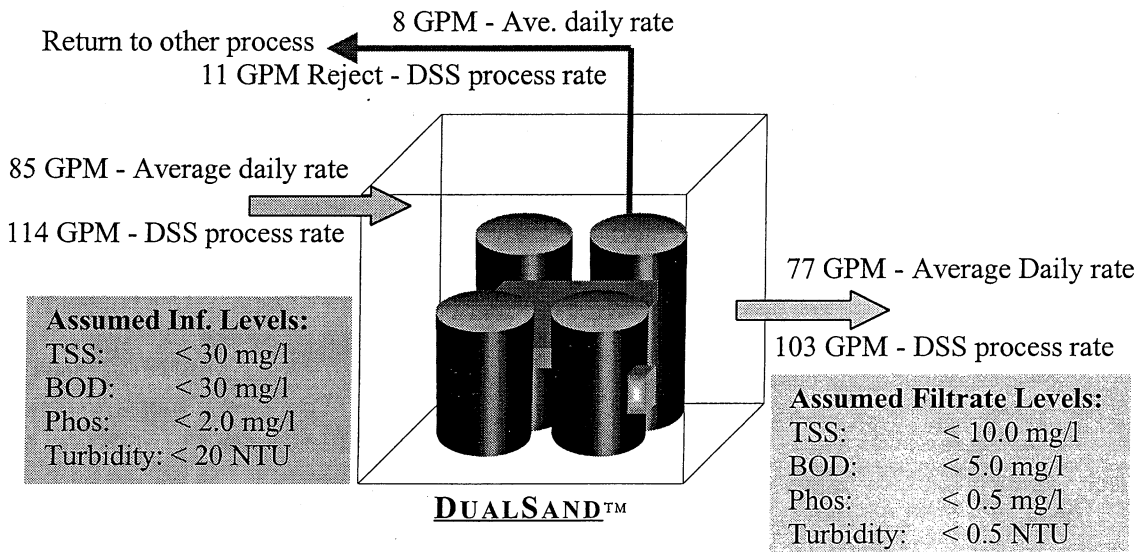 8 GPM - Ave. daily rate
Return to other process
11 GPM Reject - DSS process rate
85 GPM - Average daily rate
114 GPM - DSS process rate
77 GPM - Average Daily rate
103 GPM - DSS process rate
Assumed Inf. Levels:
TSS: < 30 mg/l
BOD: < 30 mg/l
Phos: < 2.0 mg/l
Turbidity: < 20 NTU
Assumed Filtrate Levels:
TSS: < 10.0 mg/l
BOD: < 5.0 mg/l
Phos: < 0.5 mg/l
Turbidity: < 0.5 NTU
DUALSAND™